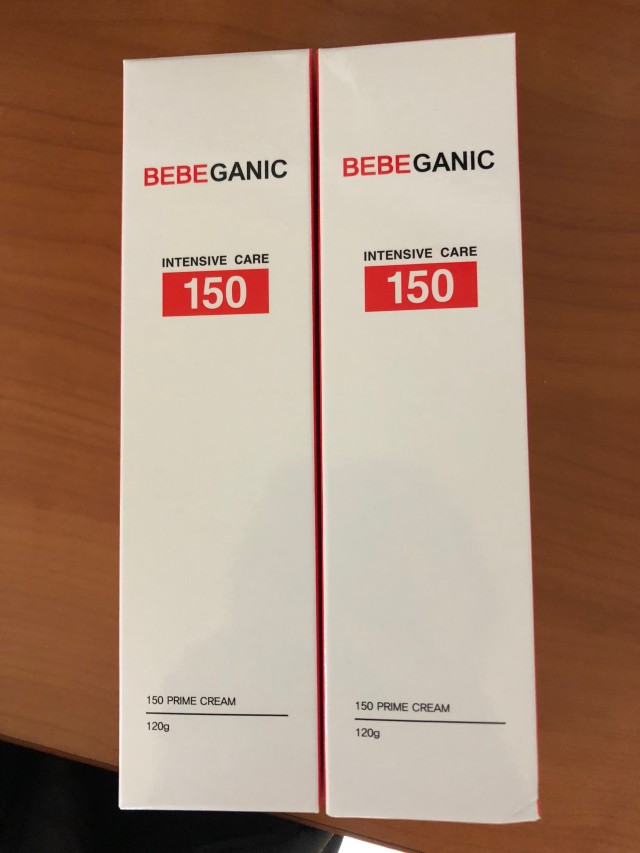 BEBEGANIC
INTENSIVE CARE
150
150 PRIME CREAM
120g
BEBEGANIC
INTENSIVE CARE
150
150 PRIME CREAM
120g